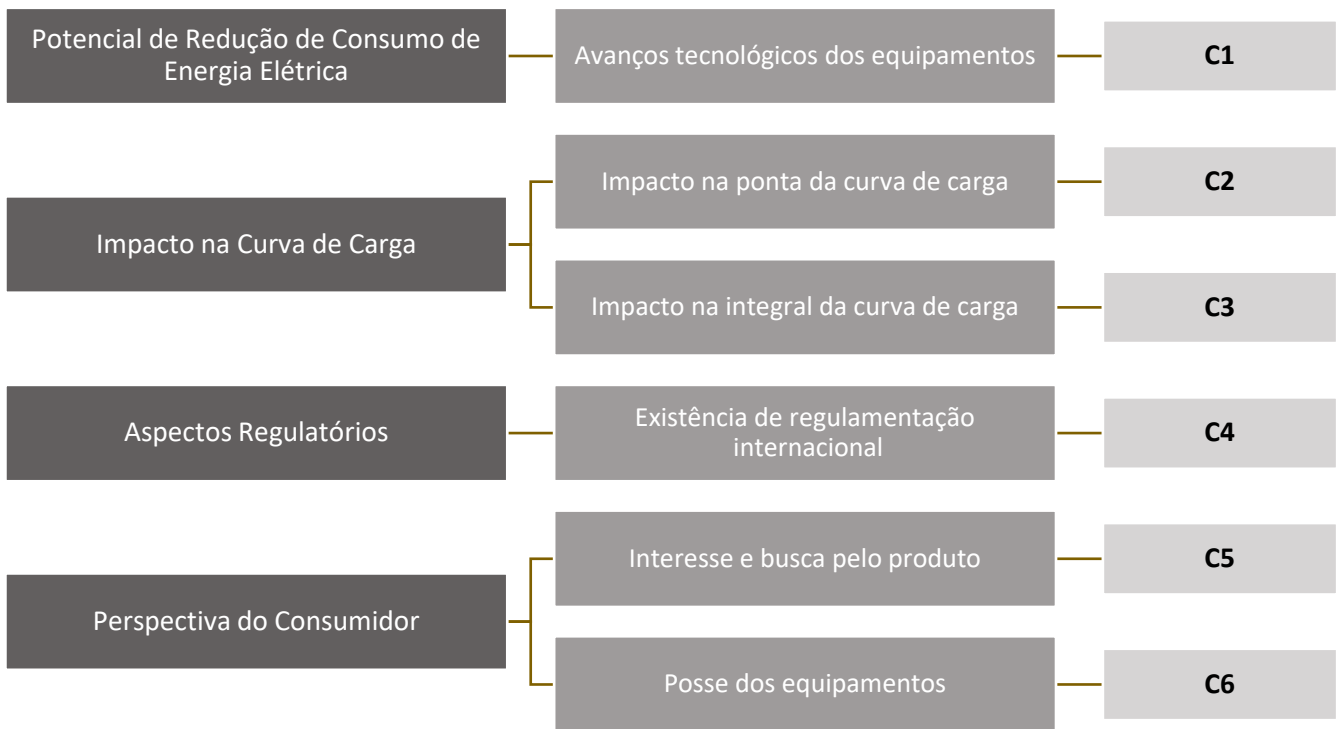 Potencial de Redução de Consumo de
Energia Elétrica
Avanços tecnológicos dos equipamentos
C1
Impacto na Curva de Carga
Impacto na ponta da curva de carga
C2
Impacto na integral da curva de carga
C3
Aspectos Regulatórios
Existência de regulamentação
internacional
C4
Perspectiva do Consumidor
Interesse e busca pelo produto
C5
Posse dos equipamentos
C6